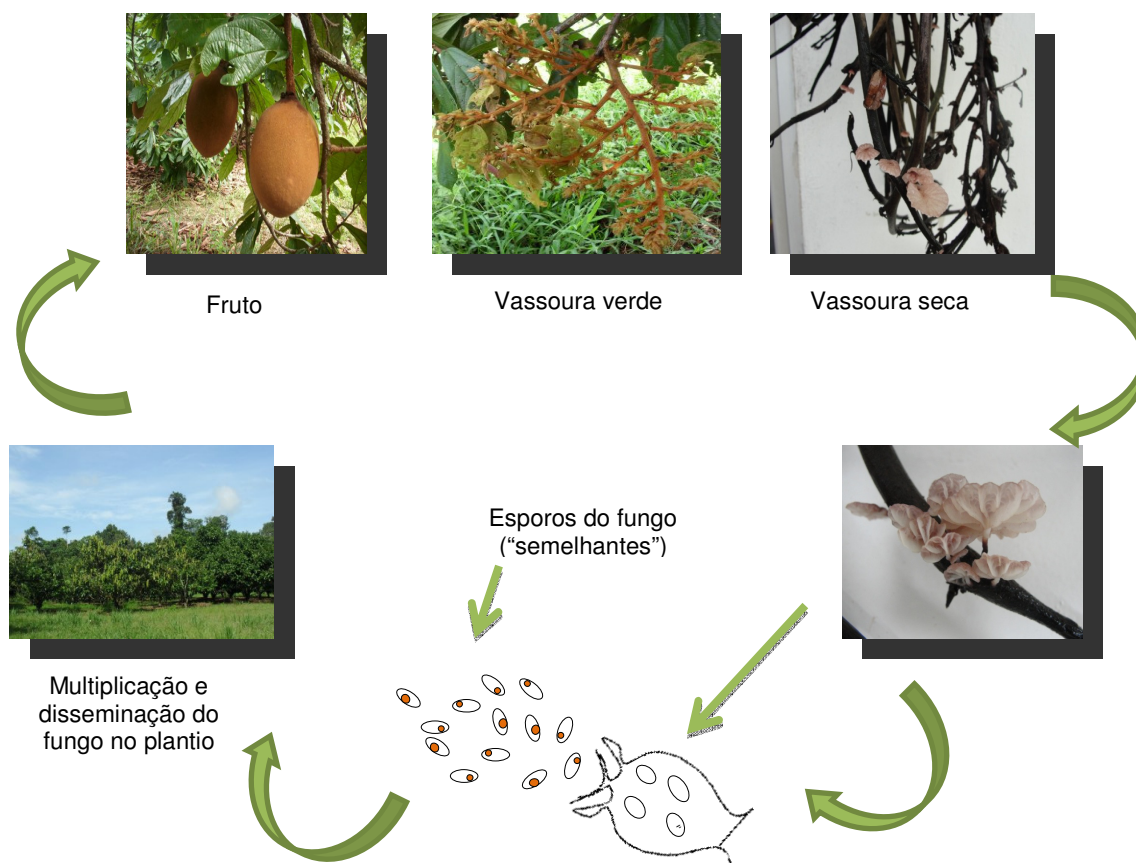 Fruto
Vassoura verde
Vassoura seca
Esporos do fungo
(“semelhantes”)
Multiplicação e
disseminação do
fungo no plantio